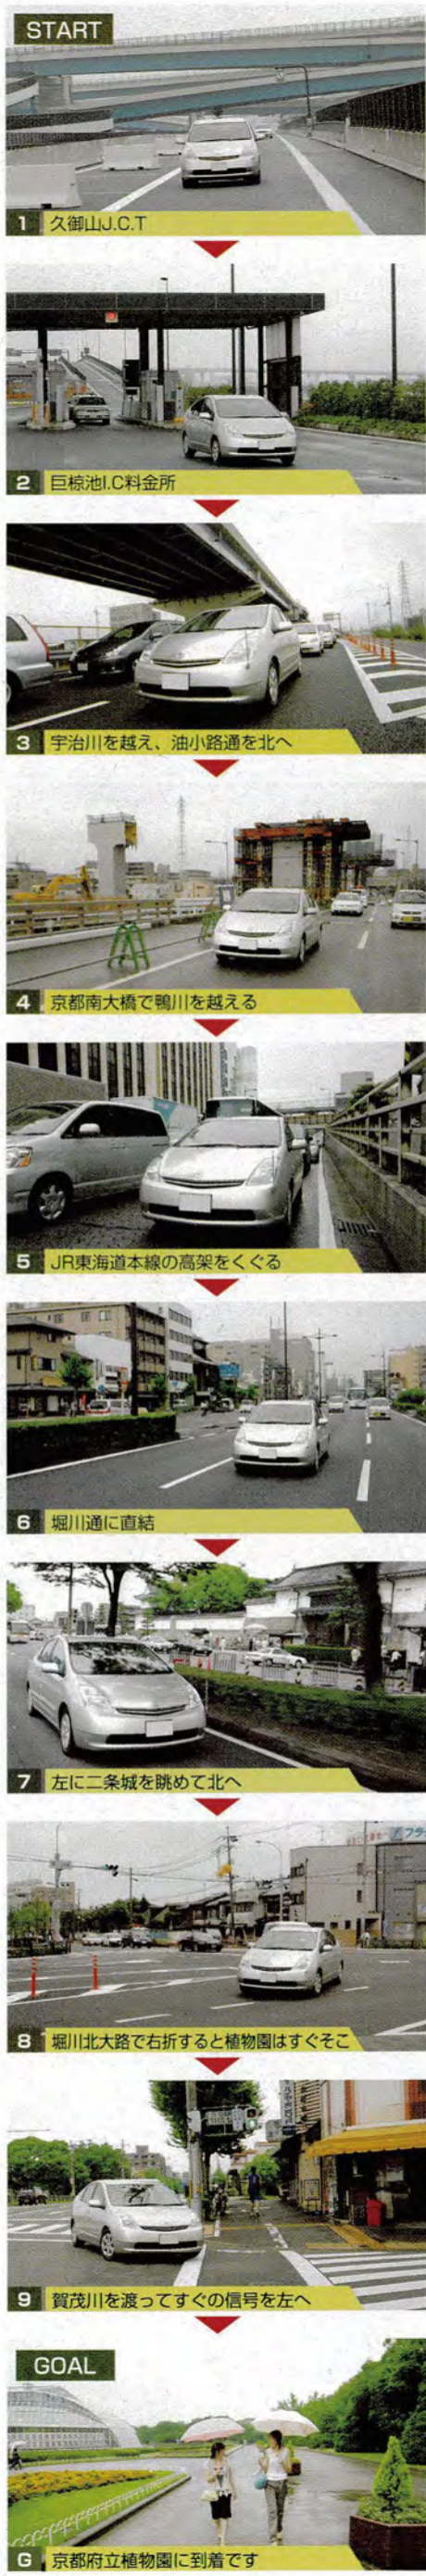 START
1 久御山J.C.T
2 巨椋池I.C料金所
3 宇治川を越え、油小路通を北へ
4 京都南大橋で鴨川を越える
5 JR東海道本線の高架をくぐる
6 堀川通に直結
7 左に二条城を眺めて北へ
8 堀川北大路で右折すると植物園はすぐそこ
9 賀茂川を渡ってすぐの信号を左へ
GOAL
G 京都府立植物園に到着です